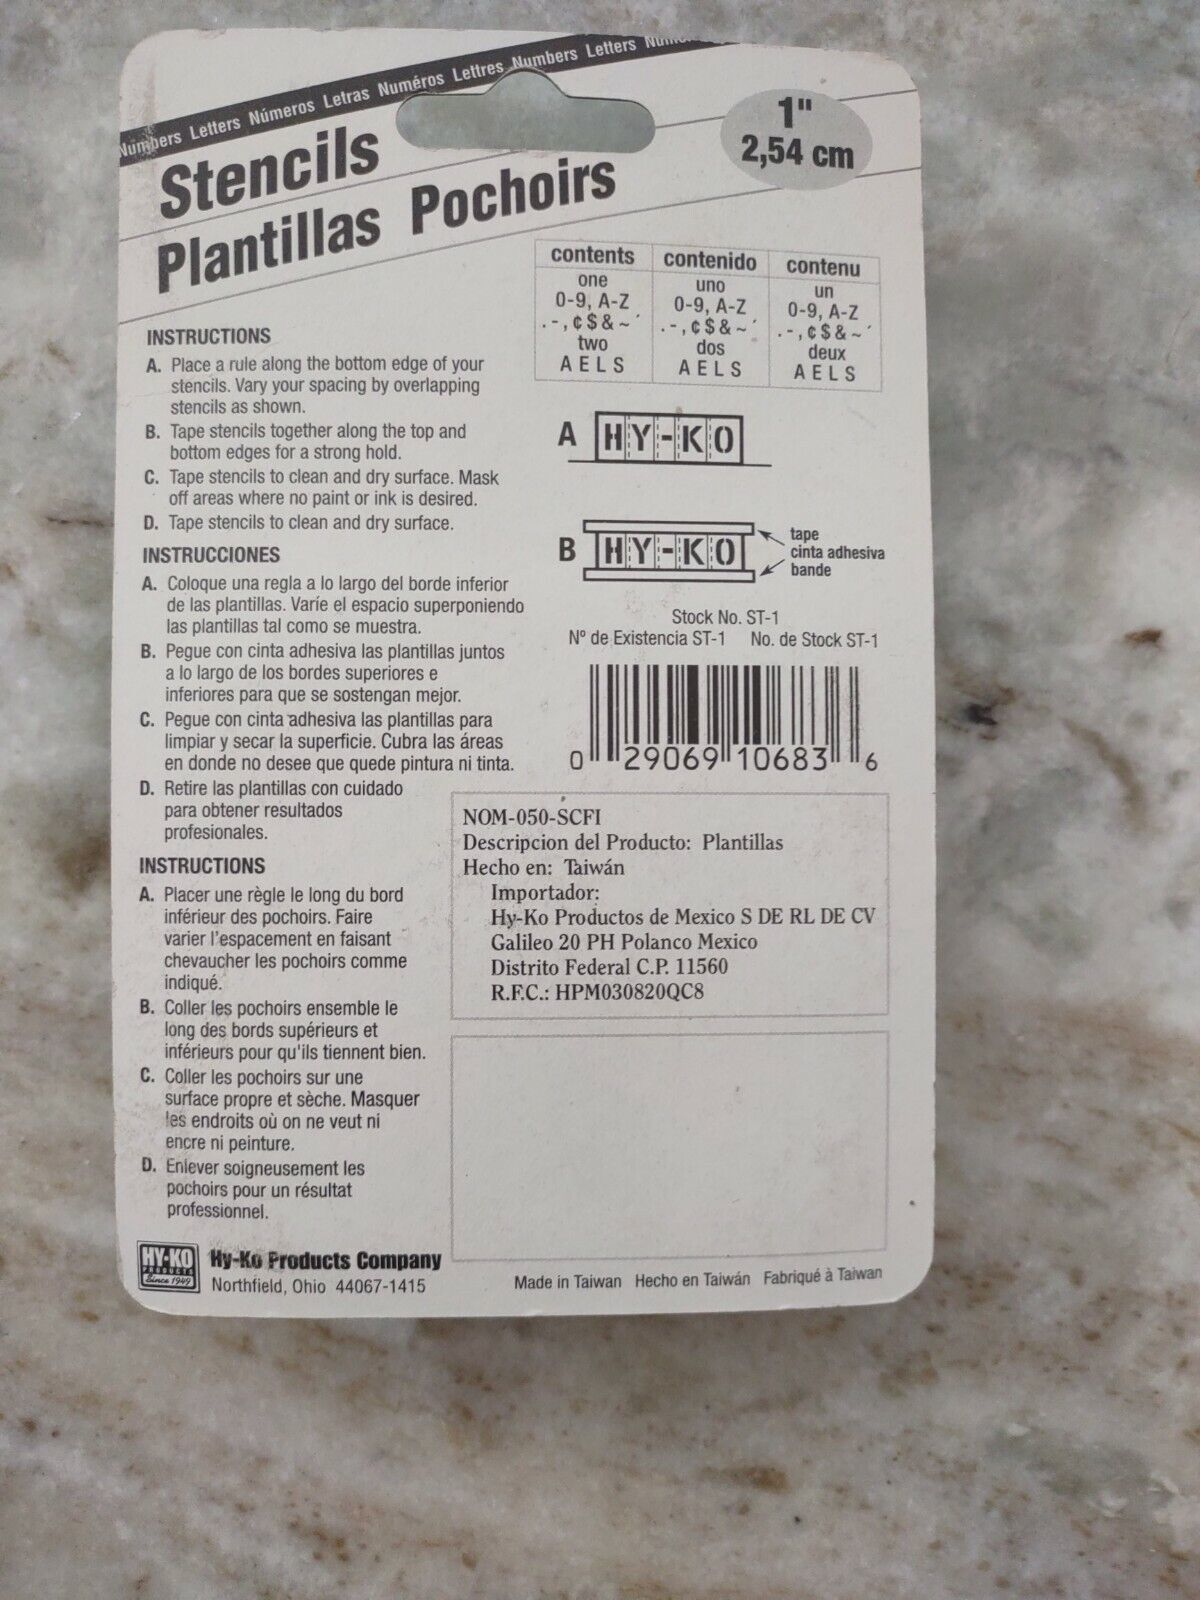 Numbers Letters Números Letras Numéros Lettres Numbers Letters
Stencils
Plantillas Pochoirs
1"
2,54 cm
contents contenido contenu
one uno un
0-9, A-Z 0-9, A-Z 0-9, A-Z
. - , ¢ $ & ~ ´ . - , ¢ $ & ~ ´ . - , ¢ $ & ~ ´
two dos deux
A E L S A E L S A E L S
INSTRUCTIONS
A. Place a rule along the bottom edge of your
stencils. Vary your spacing by overlapping
stencils as shown.
B. Tape stencils together along the top and
bottom edges for a strong hold.
C. Tape stencils to clean and dry surface. Mask
off areas where no paint or ink is desired.
D. Tape stencils to clean and dry surface.
INSTRUCCIONES
A. Coloque una regla a lo largo del borde inferior
de las plantillas. Varíe el espacio superponiendo
las plantillas tal como se muestra.
B. Pegue con cinta adhesiva las plantillas juntos
a lo largo de los bordes superiores e
inferiores para que se sostengan mejor.
C. Pegue con cinta adhesiva las plantillas para
limpiar y secar la superficie. Cubra las áreas
en donde no desee que quede pintura ni tinta.
D. Retire las plantillas con cuidado
para obtener resultados
profesionales.
INSTRUCTIONS
A. Placer une règle le long du bord
inférieur des pochoirs. Faire
varier l'espacement en faisant
chevaucher les pochoirs comme
indiqué.
B. Coller les pochoirs ensemble le
long des bords supérieurs et
inférieurs pour qu'ils tiennent bien.
C. Coller les pochoirs sur une
surface propre et sèche. Masquer
les endroits où on ne veut ni
encre ni peinture.
D. Enlever soigneusement les
pochoirs pour un résultat
professionnel.
A HY-KO
B HY-KO
tape
cinta adhesiva
bande
Stock No. ST-1
Nº de Existencia ST-1 No. de Stock ST-1
0 29069 10683 6
NOM-050-SCFI
Descripcion del Producto: Plantillas
Hecho en: Taiwán
Importador:
Hy-Ko Productos de Mexico S DE RL DE CV
Galileo 20 PH Polanco Mexico
Distrito Federal C.P. 11560
R.F.C.: HPM030820QC8
HY-KO
PRODUCTS
Since 1949
Hy-Ko Products Company
Northfield, Ohio 44067-1415
Made in Taiwan Hecho en Taiwán Fabriqué à Taiwan